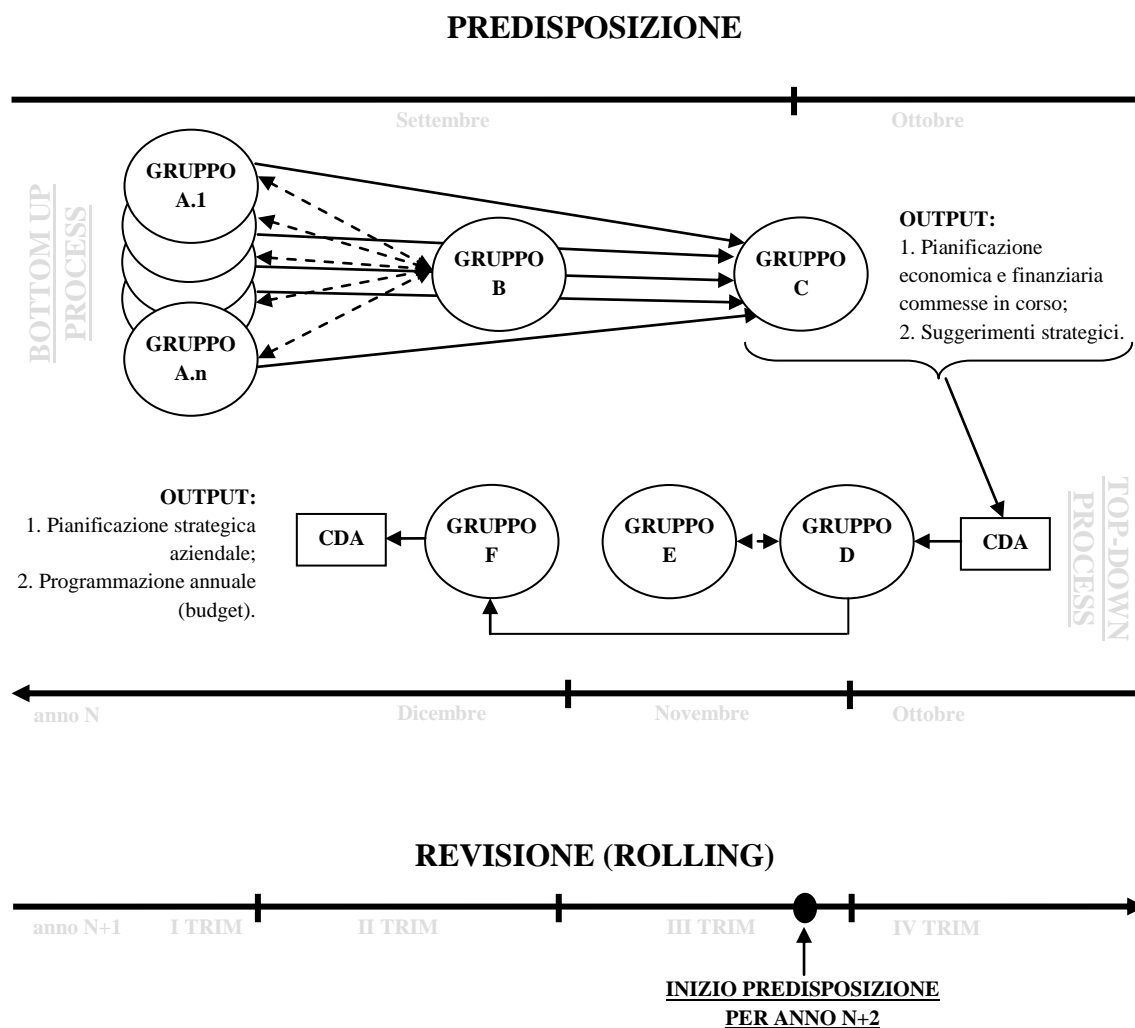 PREDISPOSIZIONE
Settembre
Ottobre
BOTTOM UP
PROCESS
GRUPPO
A.1
GRUPPO
A.n
GRUPPO
B
GRUPPO
C
OUTPUT:
1. Pianificazione
economica e finanziaria
commesse in corso;
2. Suggerimenti strategici.
OUTPUT:
1. Pianificazione strategica
aziendale;
2. Programmazione annuale
(budget).
CDA
GRUPPO
F
GRUPPO
E
GRUPPO
D
CDA
TOP-DOWN
PROCESS
anno N
Dicembre
Novembre
Ottobre
REVISIONE (ROLLING)
anno N+1
I TRIM
II TRIM
III TRIM
IV TRIM
INIZIO PREDISPOSIZIONE
PER ANNO N+2